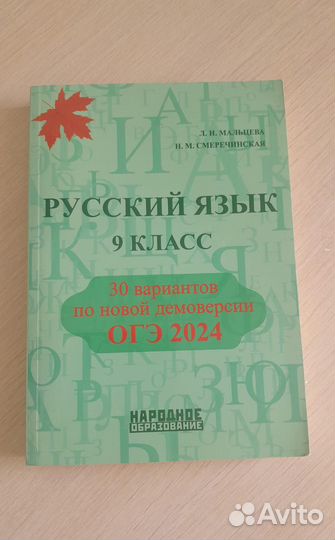 Л. И. МАЛЬЦЕВА
Н. М. СМЕРЕЧИНСКАЯ
РУССКИЙ ЯЗЫК
9 КЛАСС
30 вариантов
по новой демоверсии
ОГЭ 2024
НАРОДНОЕ
ОБРАЗОВАНИЕ
Avito